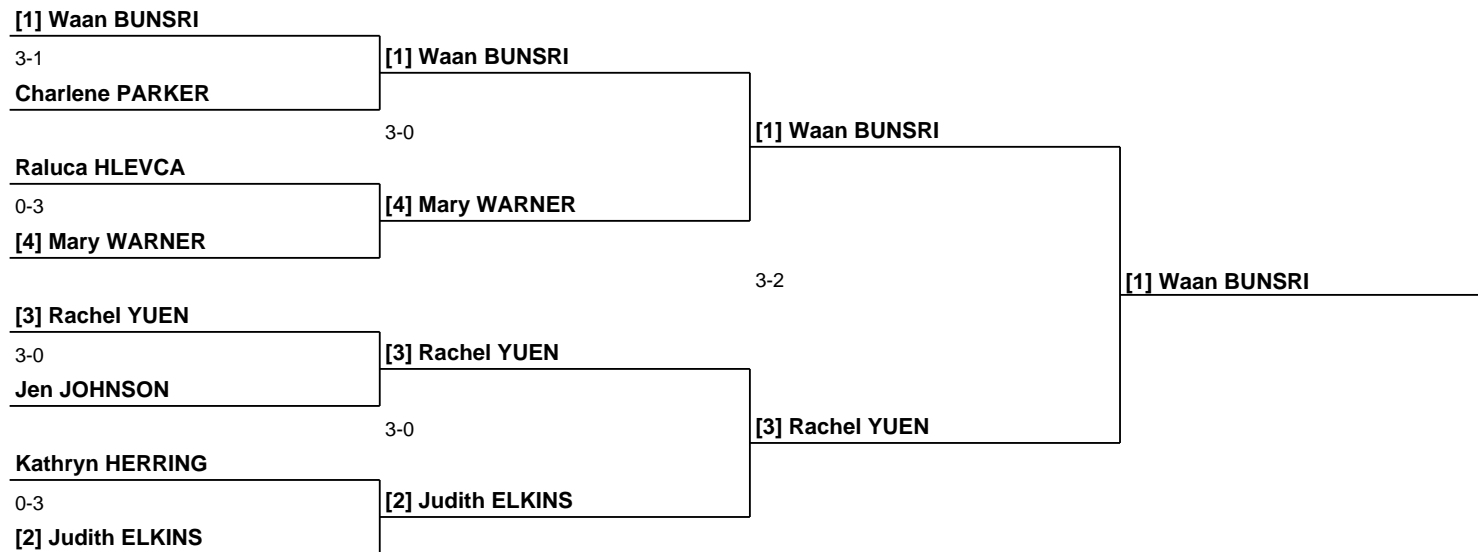 [1] Waan BUNSRI
3-1
[1] Waan BUNSRI
Charlene PARKER
3-0
[1] Waan BUNSRI
Raluca HLEVCA
0-3
[4] Mary WARNER
[4] Mary WARNER
3-2
[1] Waan BUNSRI
[3] Rachel YUEN
3-0
[3] Rachel YUEN
Jen JOHNSON
3-0
[3] Rachel YUEN
Kathryn HERRING
0-3
[2] Judith ELKINS
[2] Judith ELKINS